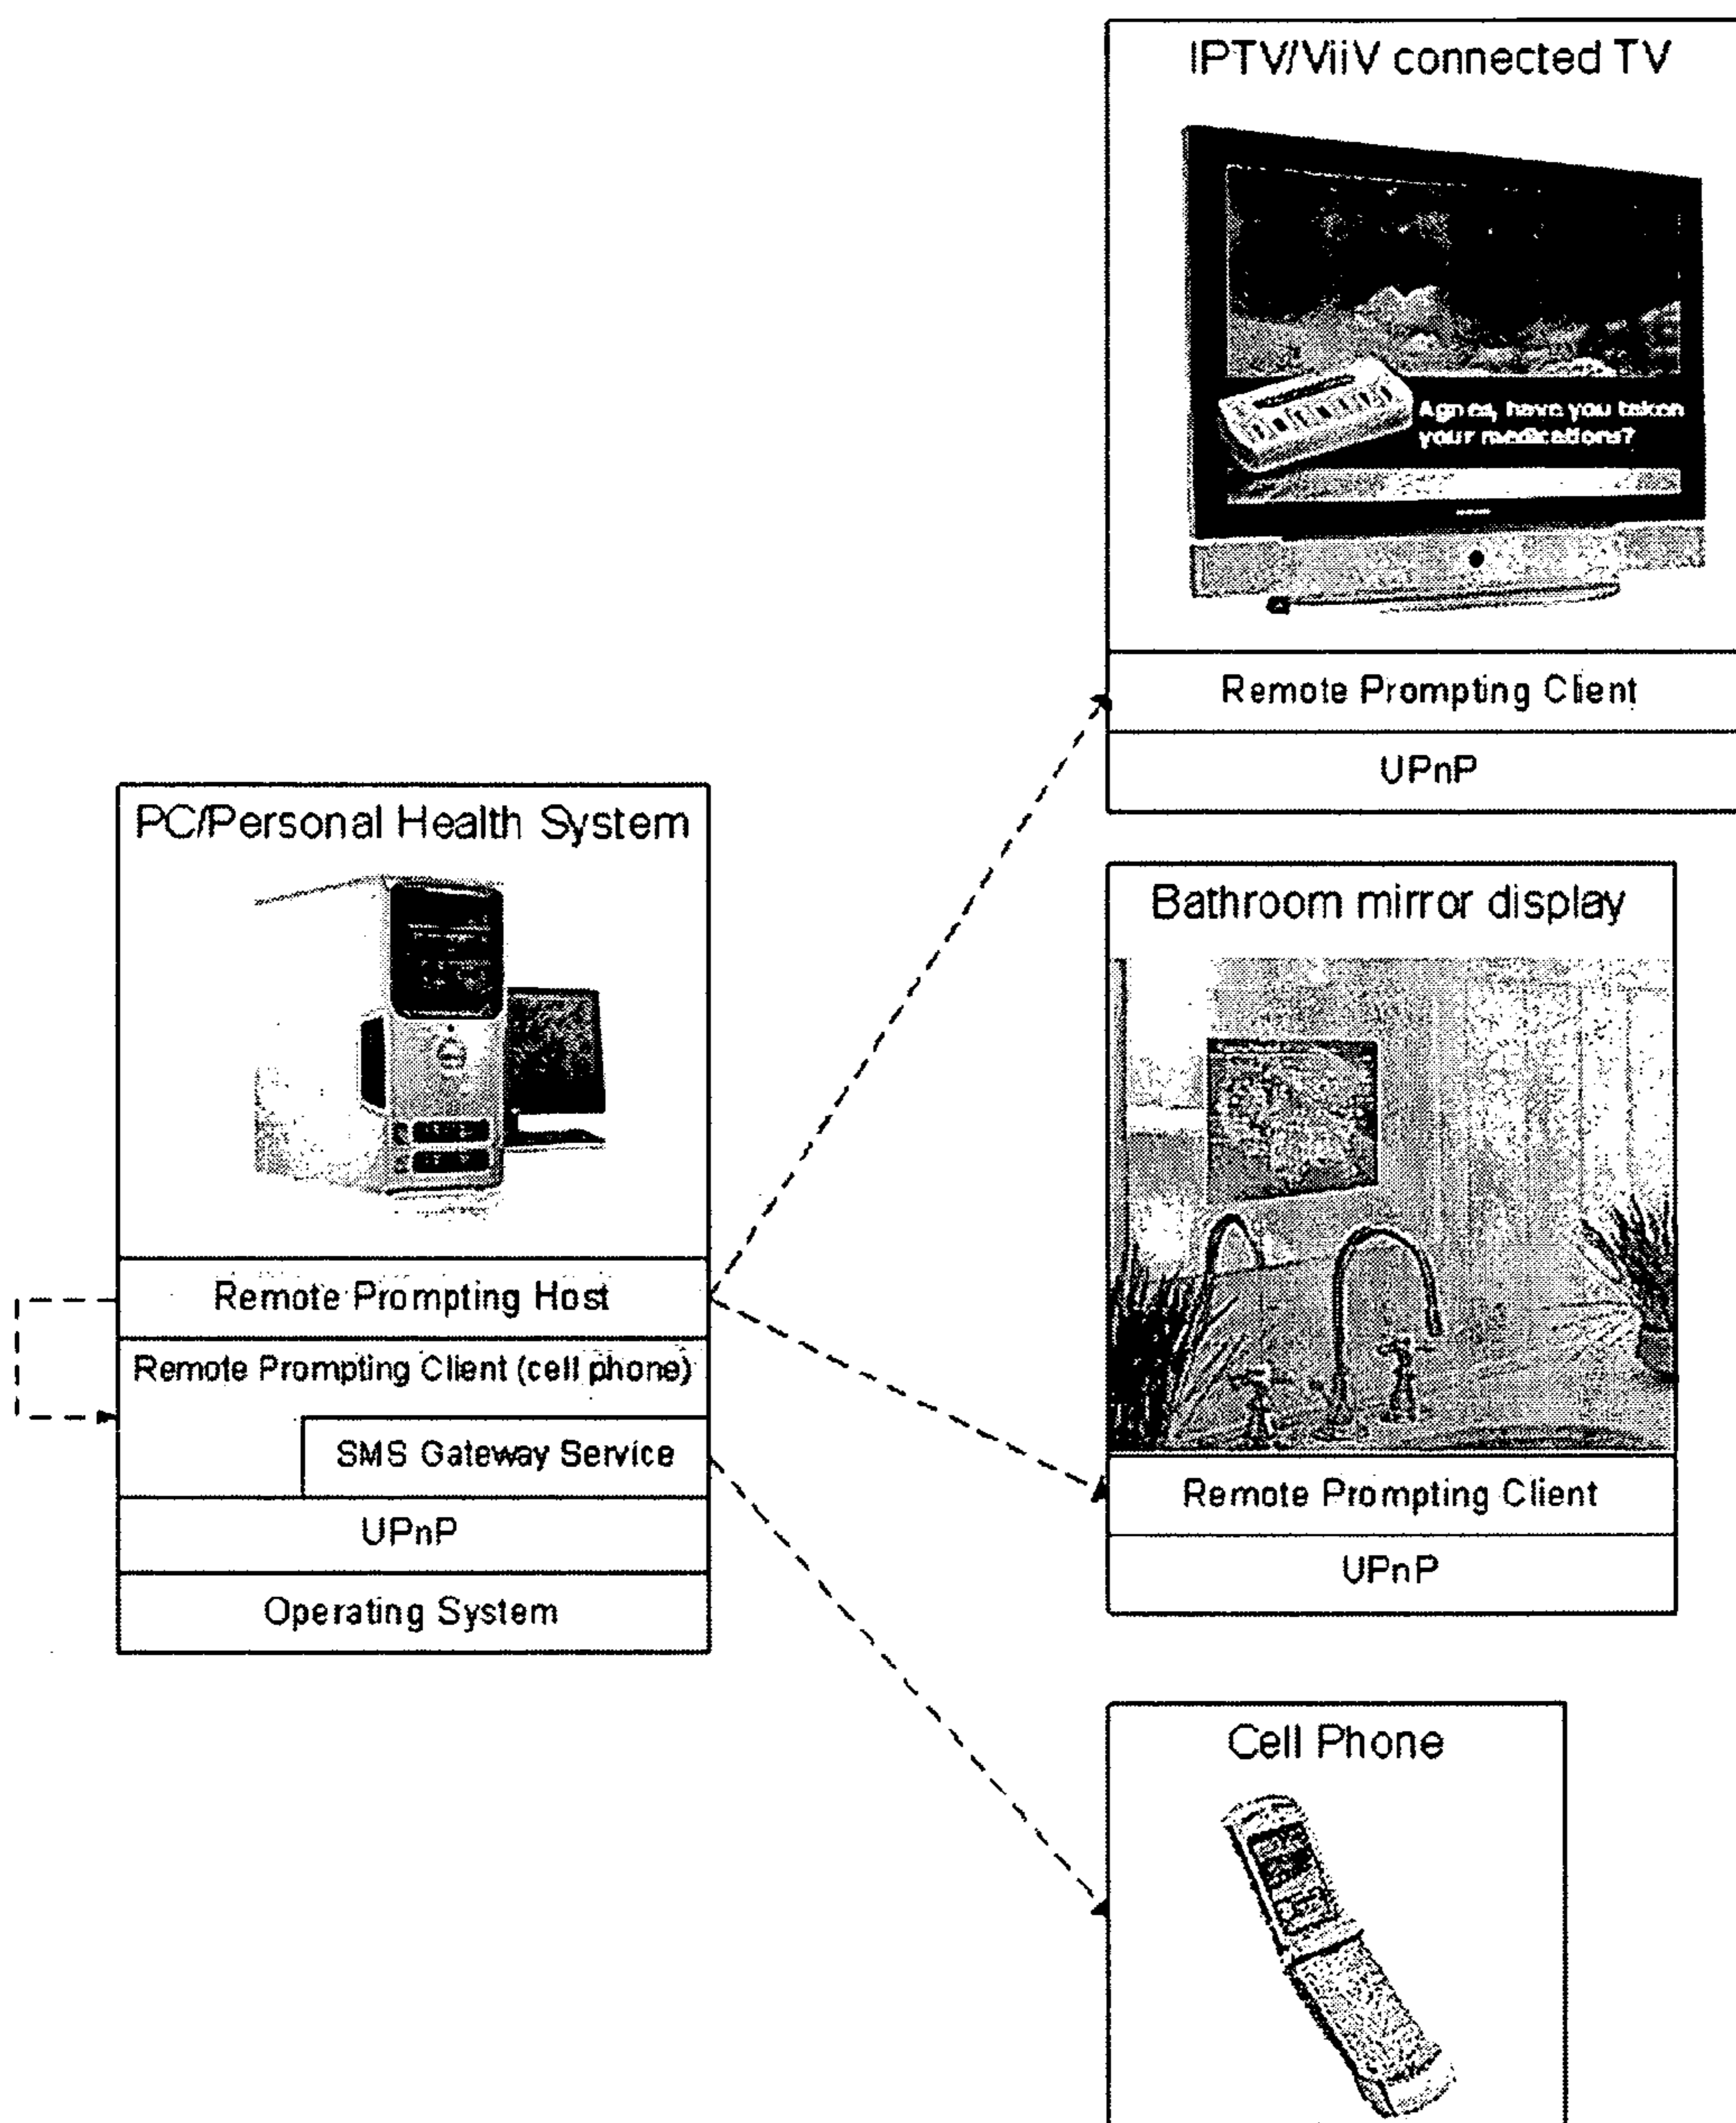 IPTV/ViiV connected TV
Agnes, have you taken
your medications?
Remote Prompting Client
UPnP
PC/Personal Health System
Remote Prompting Host
Remote Prompting Client (cell phone)
SMS Gateway Service
UPnP
Operating System
Bathroom mirror display
Remote Prompting Client
UPnP
Cell Phone